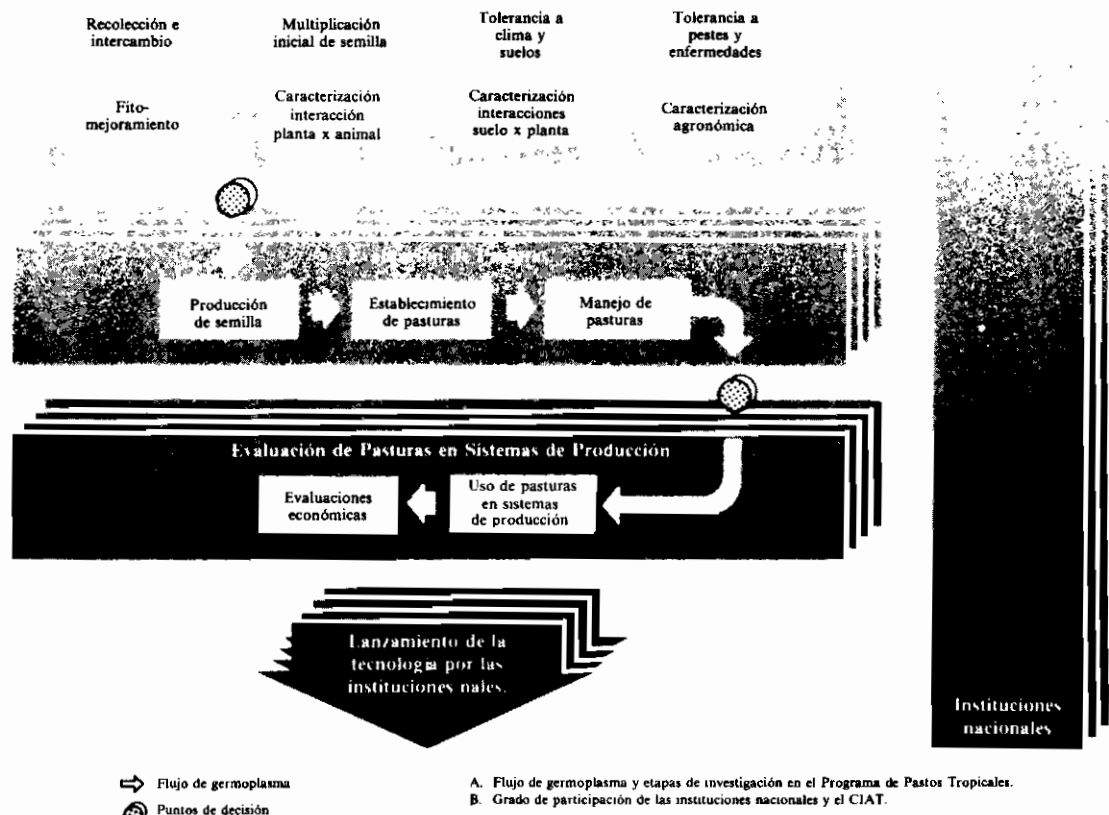 Recolección e
intercambio
Multiplicación
inicial de semilla
Tolerancia a
clima y
suelos
Tolerancia a
pestes y
enfermedades
Fito-
mejoramiento
Caracterización
interacción
planta x animal
Caracterización
interacciones
suelo x planta
Caracterización
agronómica
Producción
de semilla
Establecimiento
de pasturas
Manejo de
pasturas
Evaluación de Pasturas en Sistemas de Producción
Evaluaciones
económicas
Uso de pasturas
en sistemas
de producción
Lanzamiento de la
tecnología por las
instituciones nales.
Instituciones
nacionales
Flujo de germoplasma
Puntos de decisión
A. Flujo de germoplasma y etapas de investigación en el Programa de Pastos Tropicales.
B. Grado de participación de las instituciones nacionales y el CIAT.